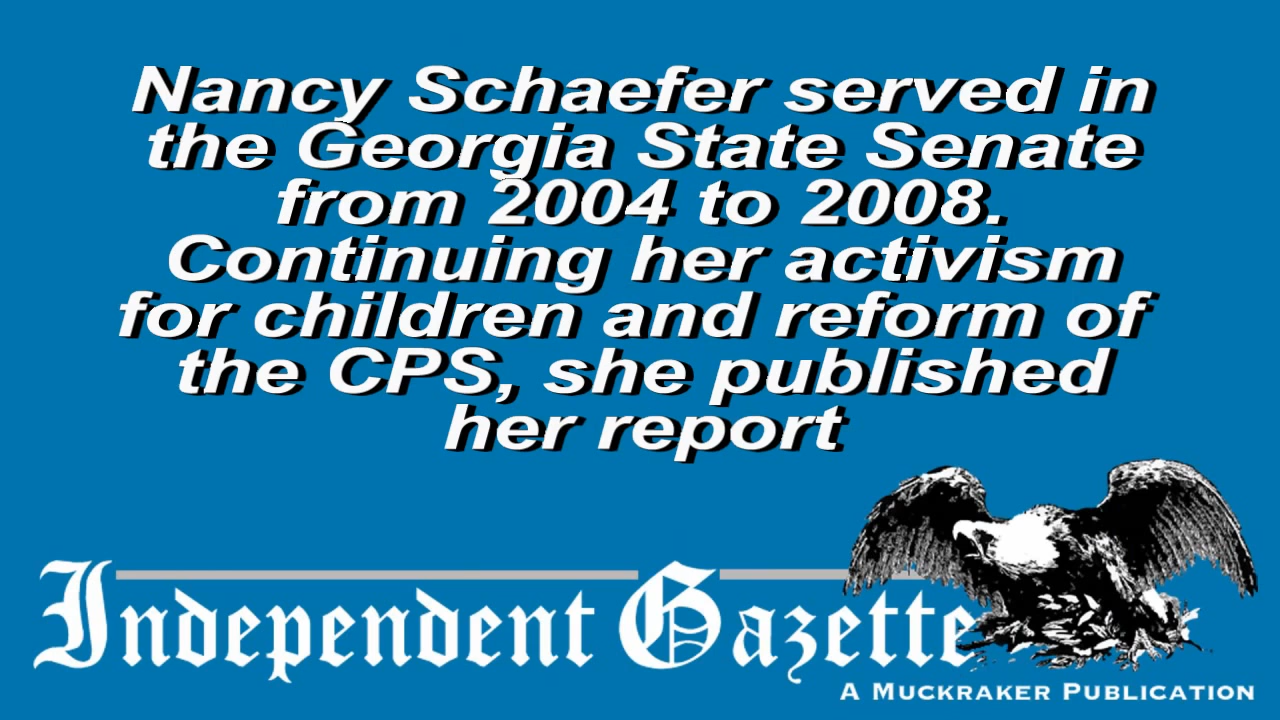 Nancy Schaefer served in
the Georgia State Senate
from 2004 to 2008.
Continuing her activism
for children and reform of
the CPS, she published
her report
Independent Gazette
A Muckraker Publication